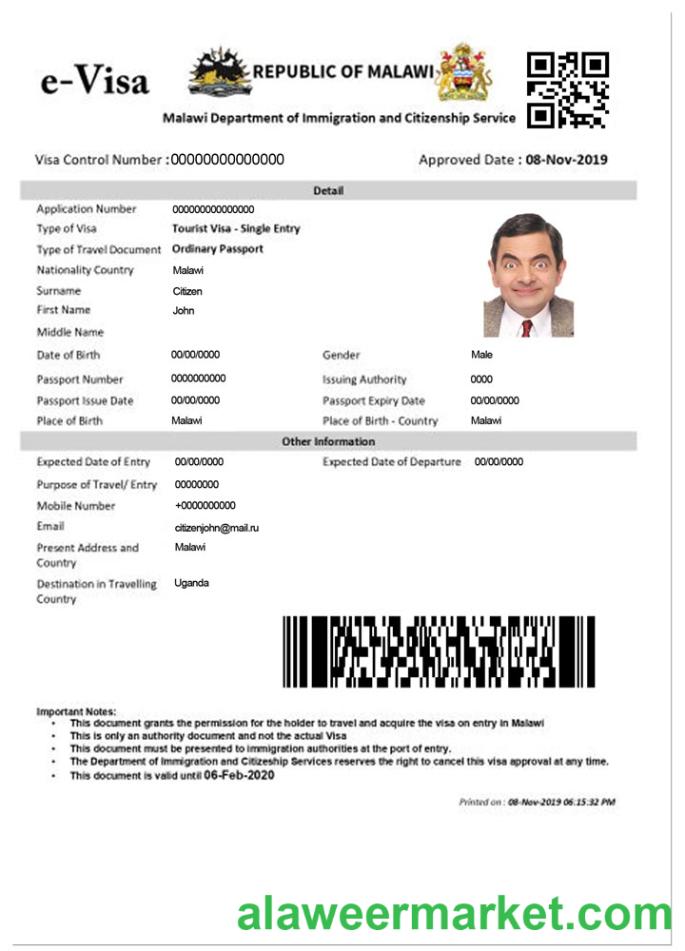 e-Visa
REPUBLIC OF MALAWI
Malawi Department of Immigration and Citizenship Service
Visa Control Number : 00000000000000 Approved Date : 08-Nov-2019
Detail
Application Number 000000000000000
Type of Visa Tourist Visa - Single Entry
Type of Travel Document Ordinary Passport
Nationality Country Malawi
Surname Citizen
First Name John
Middle Name
Date of Birth 00/00/0000 Gender Male
Passport Number 0000000000 Issuing Authority 0000
Passport Issue Date 00/00/0000 Passport Expiry Date 00/00/0000
Place of Birth Malawi Place of Birth - Country Malawi
Other Information
Expected Date of Entry 00/00/0000 Expected Date of Departure 00/00/0000
Purpose of Travel/ Entry 00000000
Mobile Number +0000000000
Email citizenjohn@mail.ru
Present Address and Malawi
Country
Destination in Travelling Uganda
Country
Important Notes:
• This document grants the permission for the holder to travel and acquire the visa on entry in Malawi
• This is only an authority document and not the actual Visa
• This document must be presented to immigration authorities at the port of entry.
• The Department of Immigration and Citizeship Services reserves the right to cancel this visa approval at any time.
• This document is valid until 06-Feb-2020
Printed on : 08-Nov-2019 06:15:32 PM
alaweermarket.com